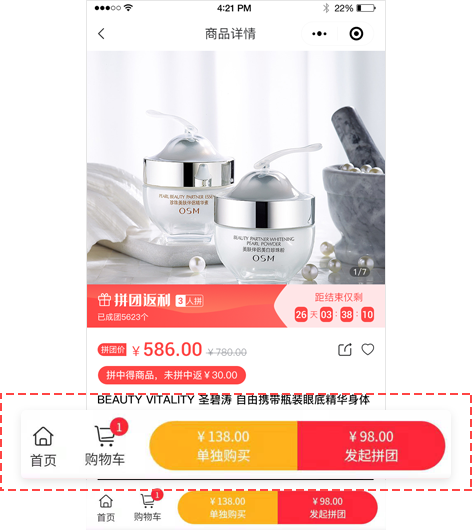 4:21 PM
22%
商品详情
PEARL BEAUTY PARTNER ESSENCE
OSM
BEAUTY PARTNER WHITENING
PEARL POWDER
OSM
1/7
拼团返利 3人拼
已成团5623个
距结束仅剩
26 天 03 : 38 : 10
拼团价 ¥ 586.00 ¥ 780.00
拼中得商品，未拼中返 ¥ 30.00
BEAUTY VITALITY 圣碧涛 自由携带瓶装眼底精华身体
首页
购物车
1
¥ 138.00
单独购买
¥ 98.00
发起拼团
首页
购物车
1
¥ 138.00
单独购买
¥ 98.00
发起拼团